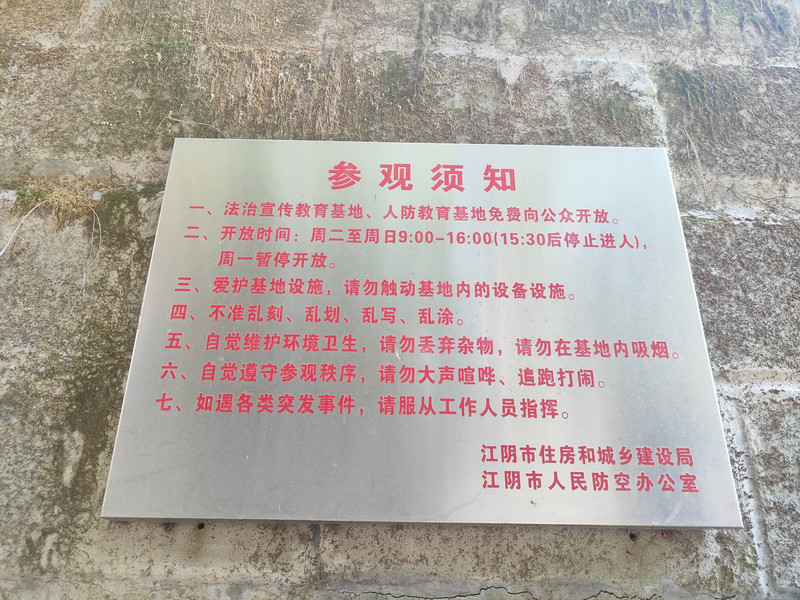 参观须知
一、法治宣传教育基地、人防教育基地免费向公众开放。
二、开放时间：周二至周日9:00-16:00(15:30后停止进人)，
周一暂停开放。
三、爱护基地设施，请勿触动基地内的设备设施。
四、不准乱刻、乱划、乱写、乱涂。
五、自觉维护环境卫生，请勿丢弃杂物，请勿在基地内吸烟。
六、自觉遵守参观秩序，请勿大声喧哗、追跑打闹。
七、如遇各类突发事件，请服从工作人员指挥。
江阴市住房和城乡建设局
江阴市人民防空办公室